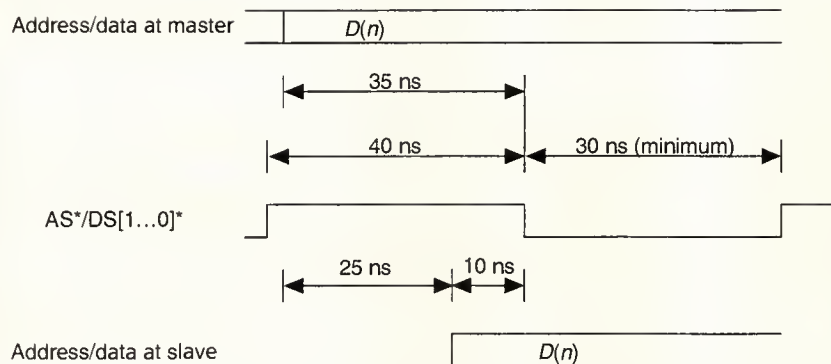 Address/data at master
D(n)
35 ns
40 ns
30 ns (minimum)
AS*/DS[1...0]*
25 ns
10 ns
Address/data at slave
D(n)